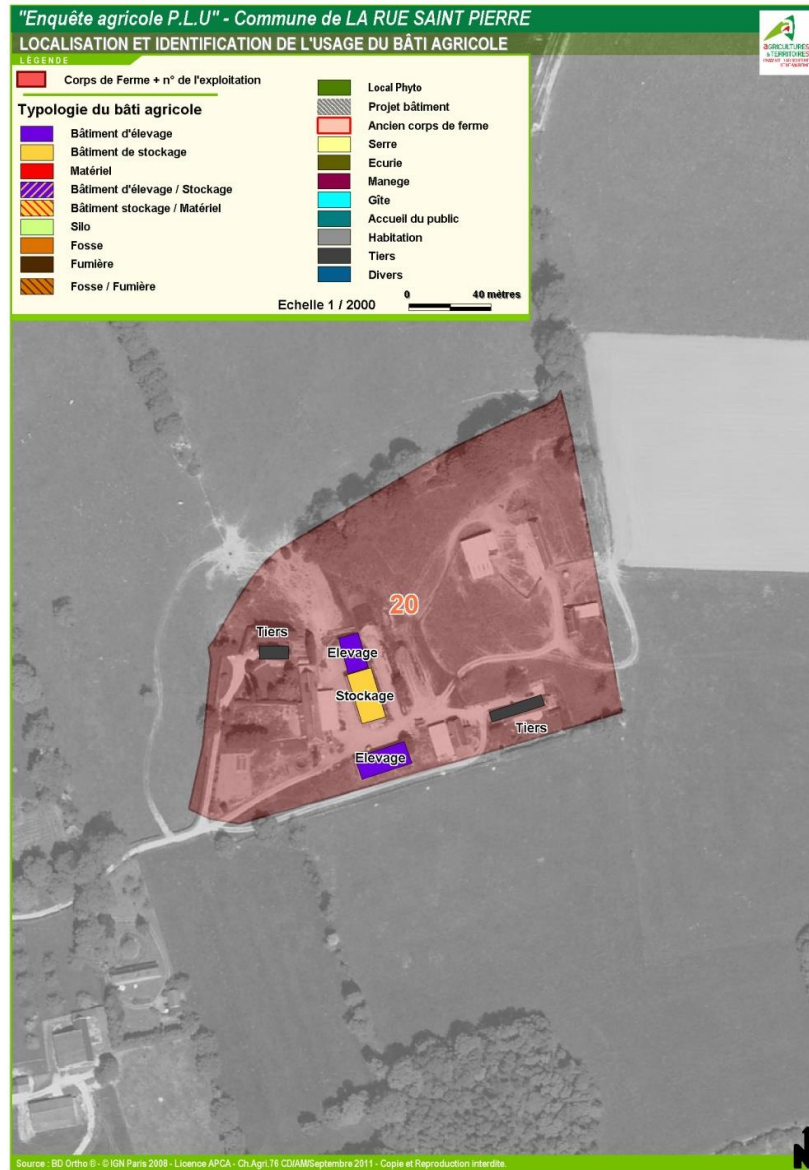 "Enquête agricole P.L.U" - Commune de LA RUE SAINT PIERRE
LOCALISATION ET IDENTIFICATION DE L'USAGE DU BÂTI AGRICOLE
LEGENDE
Corps de Ferme + n° de l'exploitation
Typologie du bâti agricole
Bâtiment d'élevage
Bâtiment de stockage
Matériel
Bâtiment d'élevage / Stockage
Bâtiment stockage / Matériel
Silo
Fosse
Fumière
Fosse / Fumière
Local Phyto
Projet bâtiment
Ancien corps de ferme
Serre
Ecurie
Manege
Gîte
Accueil du public
Habitation
Tiers
Divers
Echelle 1 / 2000
0 40 mètres
AGRICULTURES
& TERRITOIRES
20
Tiers
Elevage
Stockage
Tiers
Elevage
Source : BD Ortho ® - © IGN Paris 2008 - Licence APCA - Ch.Agri.76 CD/AM/Septembre 2011 - Copie et Reproduction interdite.
N